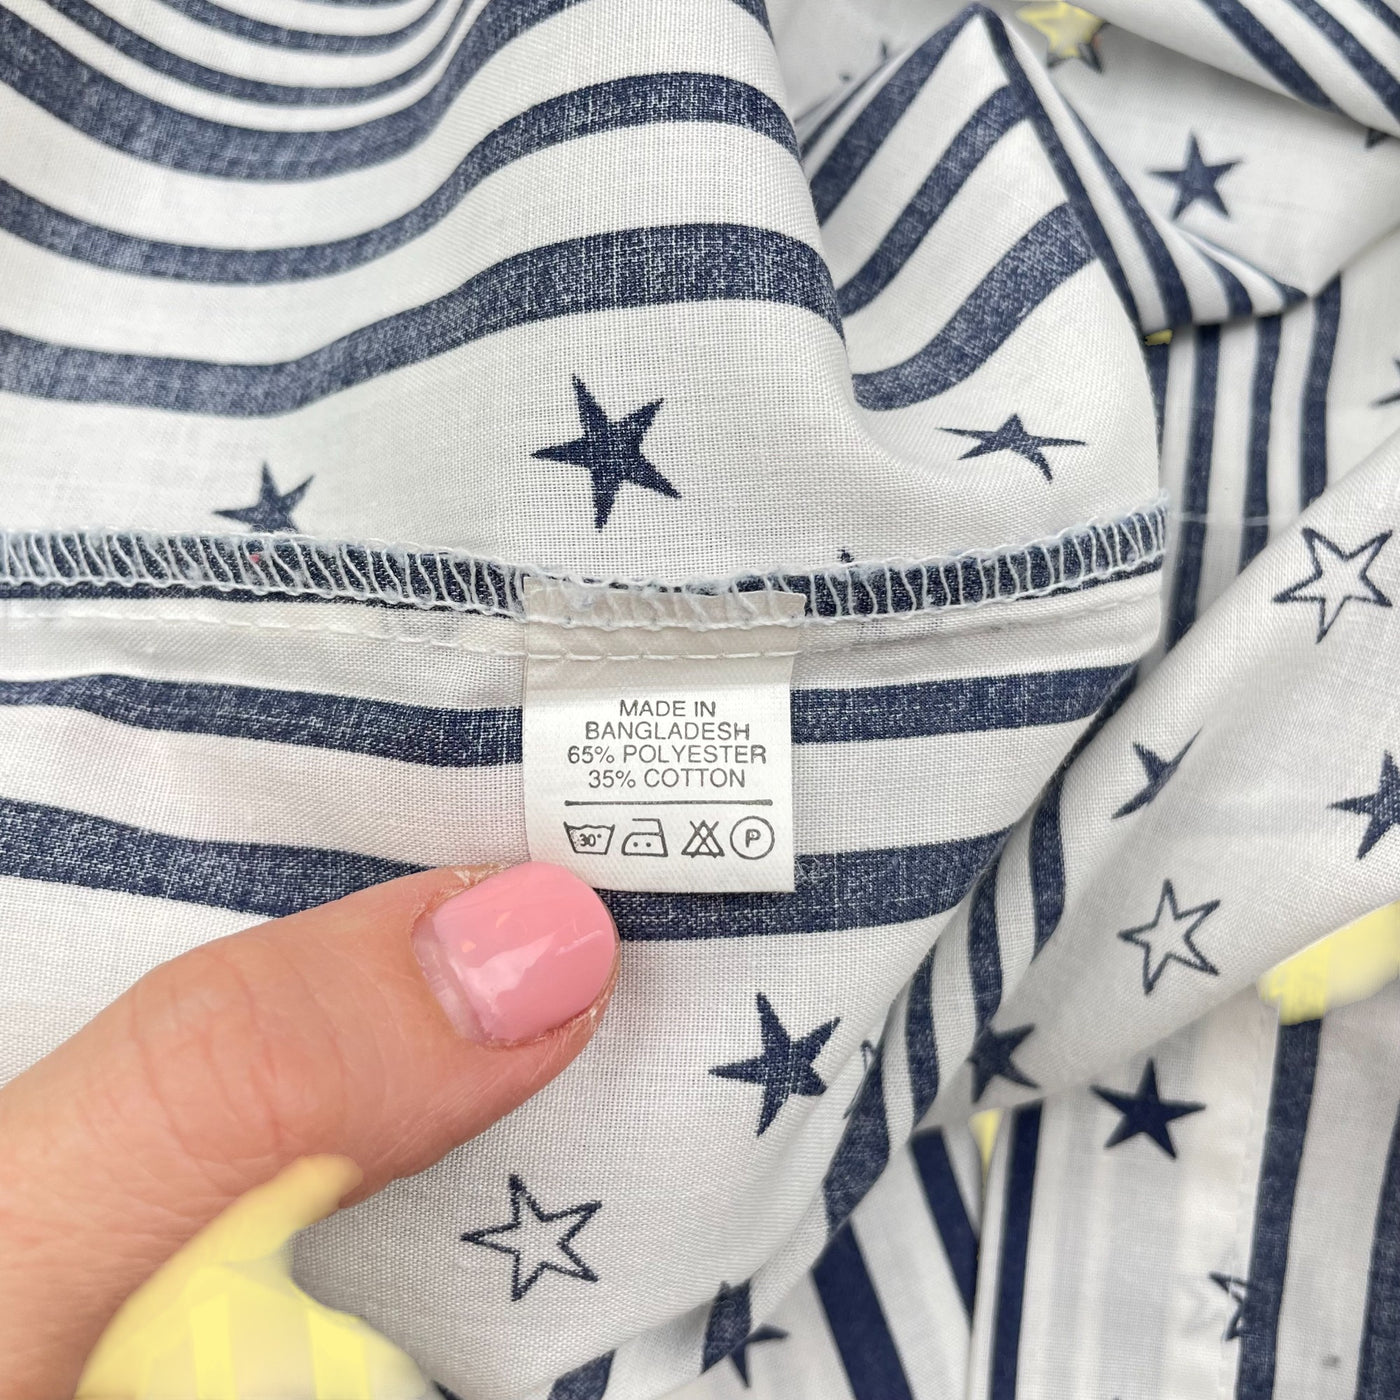 MADE IN
BANGLADESH
65% POLYESTER
35% COTTON
30° P